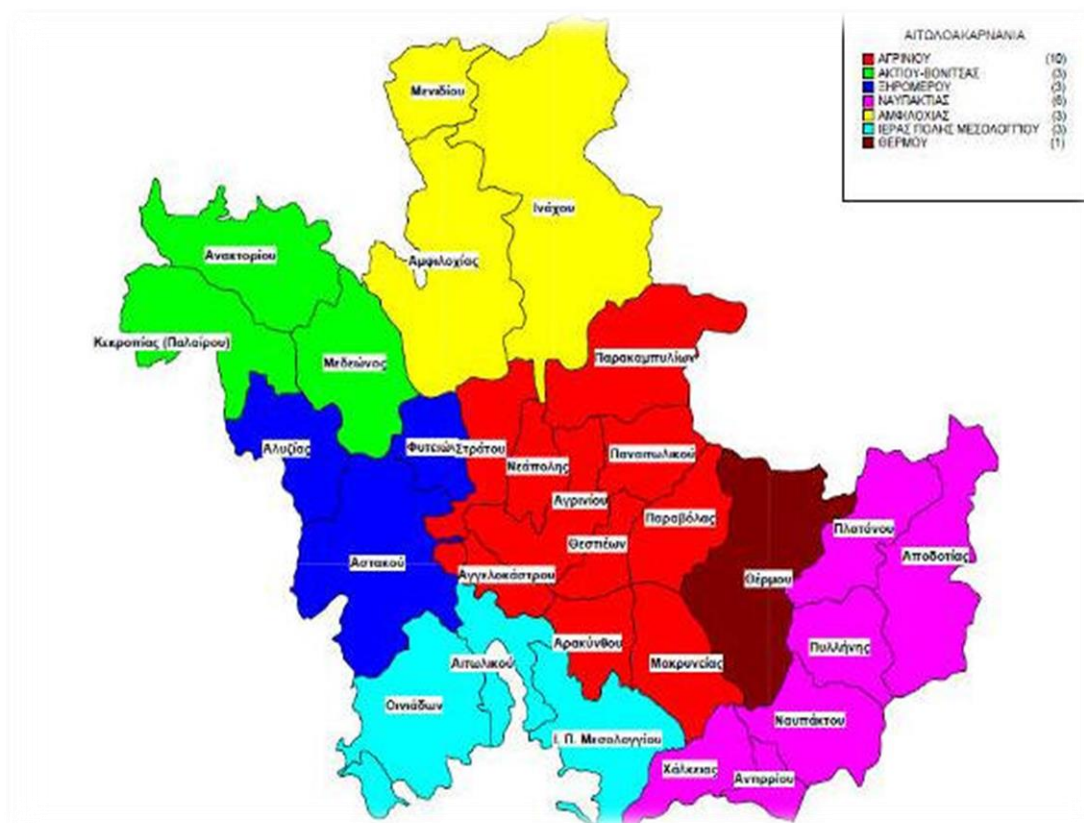 ΑΙΤΩΛΟΑΚΑΡΝΑΝΙΑ
ΑΓΡΙΝΙΟΥ (10)
ΑΚΤΙΟΥ-ΒΟΝΙΤΣΑΣ (3)
ΞΗΡΟΜΕΡΟΥ (3)
ΝΑΥΠΑΚΤΙΑΣ (6)
ΑΜΦΙΛΟΧΙΑΣ (3)
ΙΕΡΑΣ ΠΟΛΗΣ ΜΕΣΟΛΟΓΓΙΟΥ (3)
ΘΕΡΜΟΥ (1)
Μενιδίου
Ινάχου
Ανακτορίου
Αμφιλοχίας
Κεκροπίας (Παλαίρου)
Μεδεώνος
Παρακαμπυλίων
Αλυζίας
Φυτειών
Στράτου
Νεάπολης
Παναιτωλικού
Αγρινίου
Παραβόλας
Πλατάνου
Αποδοτίας
Θεστιέων
Αστακού
Αγγελοκάστρου
Θέρμου
Αρακύνθου
Πυλλήνης
Αιτωλικού
Μακρυνείας
Οινιάδων
Ναυπάκτου
Ι. Π. Μεσολογγίου
Χάλκειας
Αντιρρίου